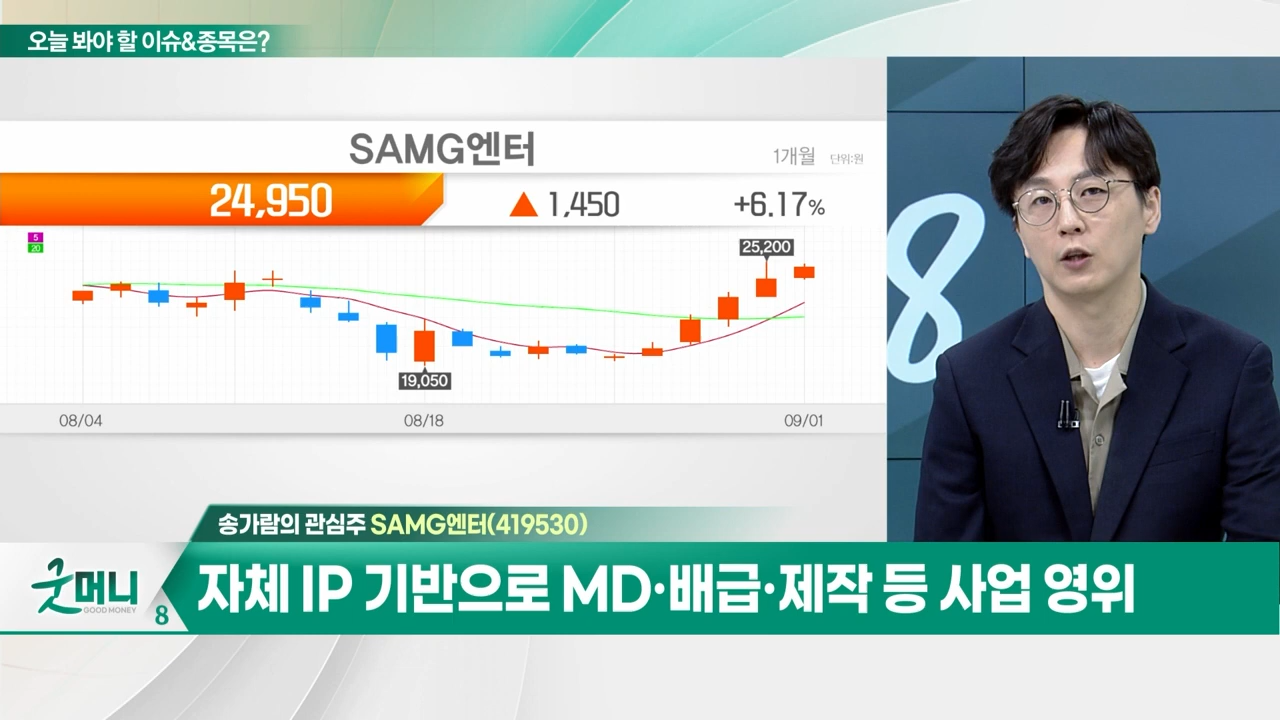 오늘 봐야 할 이슈&종목은?
SAMG엔터
1개월 단위:원
24,950 ▲ 1,450 +6.17%
5
20
25,200
19,050
08/04 08/18 09/01
8
송가람의 관심주 SAMG엔터(419530)
굿머니
GOOD MONEY
8
자체 IP 기반으로 MD·배급·제작 등 사업 영위